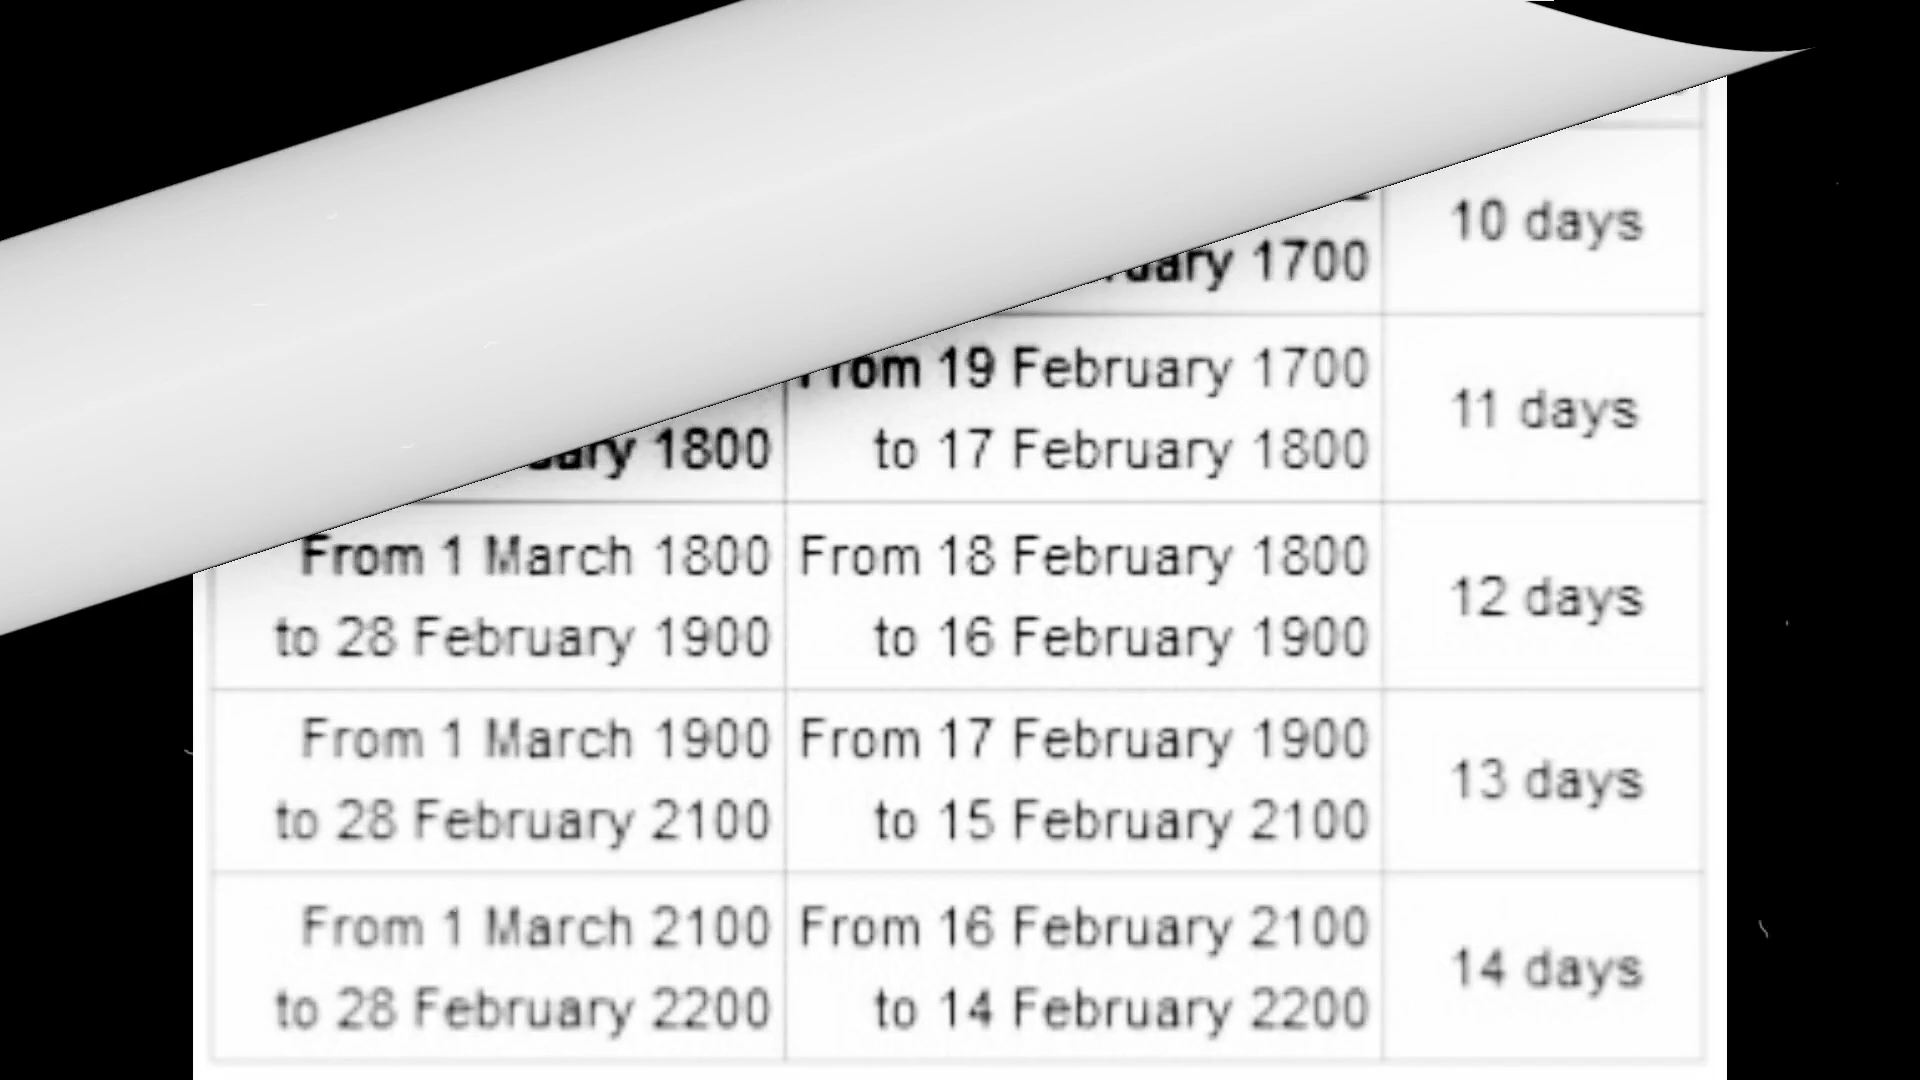 10 days
1700
From 19 February 1700
11 days
1800
to 17 February 1800
From 1 March 1800
From 18 February 1800
12 days
to 28 February 1900
to 16 February 1900
From 1 March 1900
From 17 February 1900
13 days
to 28 February 2100
to 15 February 2100
From 1 March 2100
From 16 February 2100
14 days
to 28 February 2200
to 14 February 2200